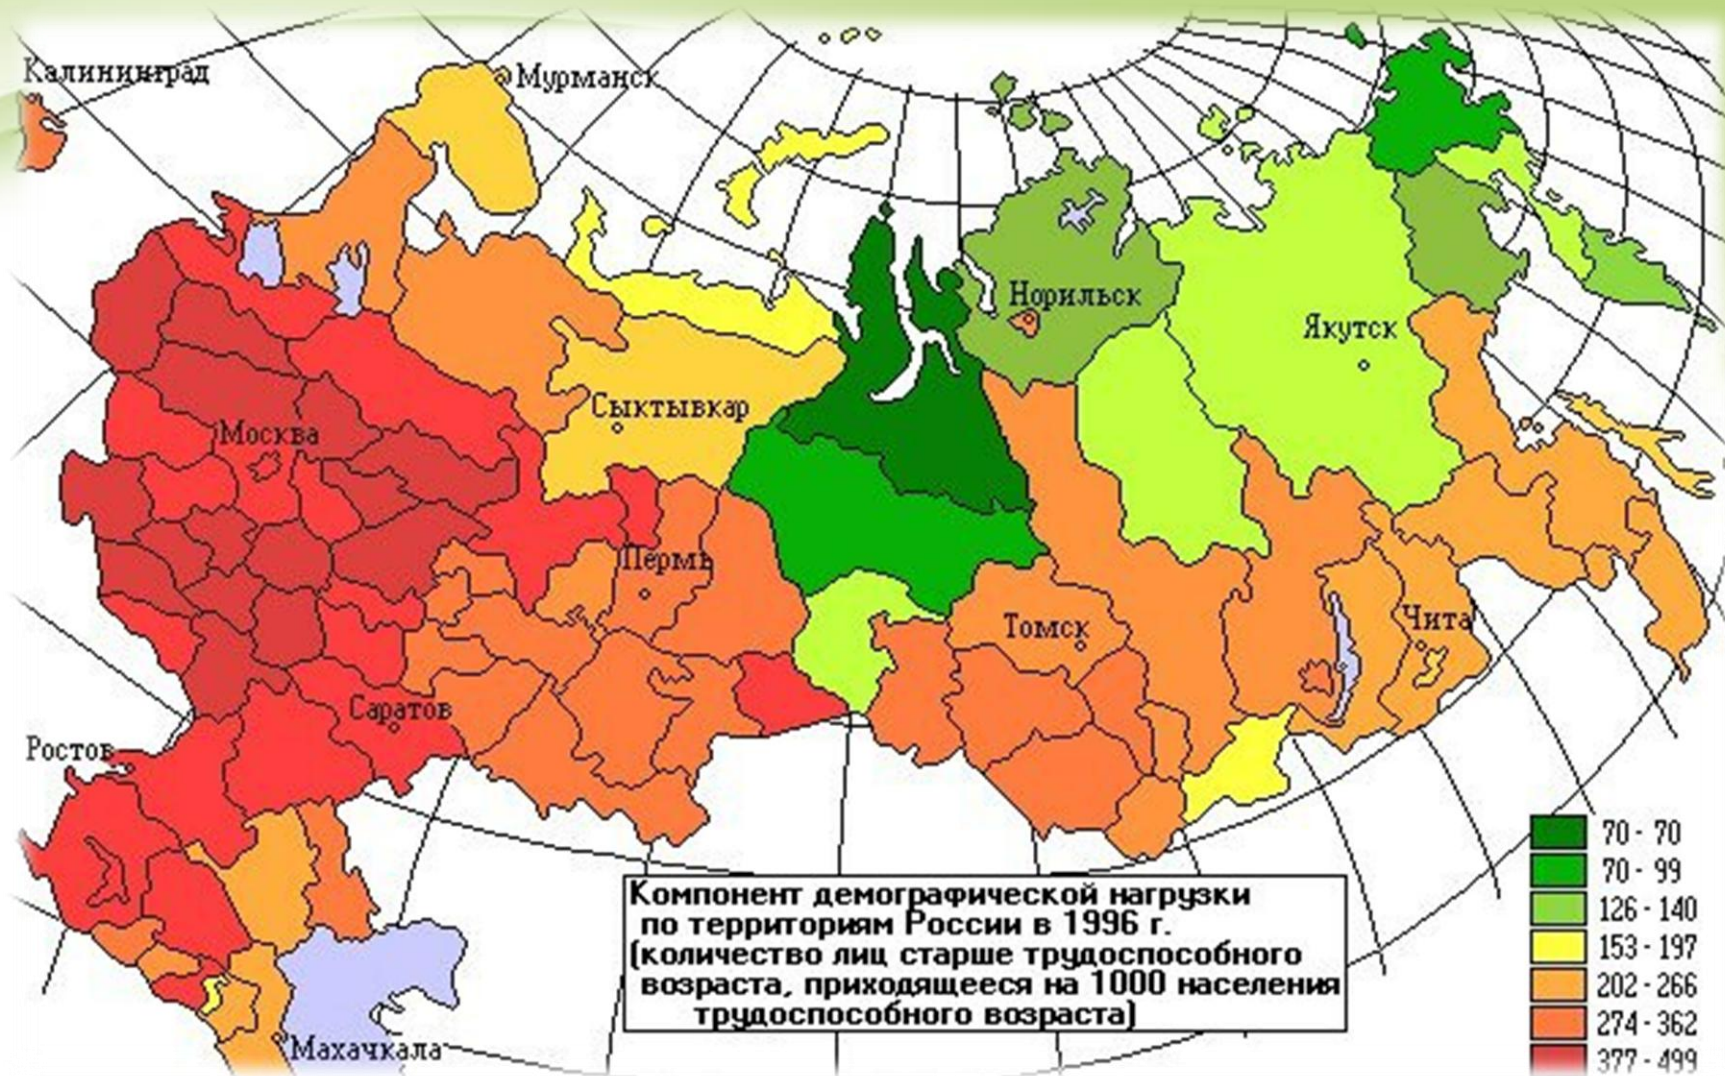 Калининград
Мурманск
Норильск
Якутск
Сыктывкар
Москва
Пермь
Томск
Чита
Саратов
Ростов
Махачкала
Компонент демографической нагрузки
по территориям России в 1996 г.
(количество лиц старше трудоспособного
возраста, приходящееся на 1000 населения
трудоспособного возраста)
70 - 70
70 - 99
126 - 140
153 - 197
202 - 266
274 - 362
377 - 499